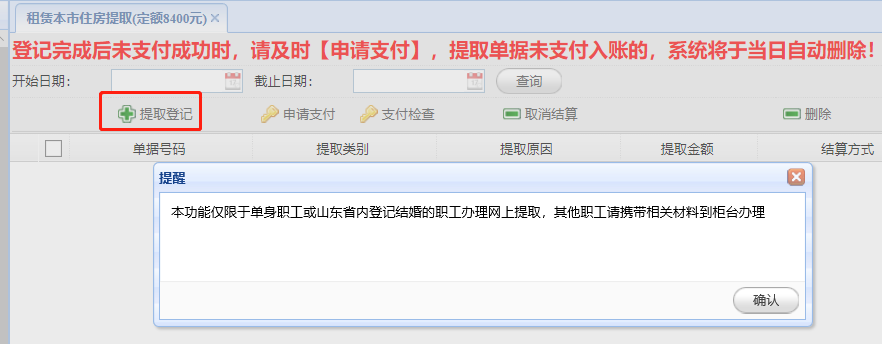 租赁本市住房提取(定额8400元)
登记完成后未支付成功时，请及时【申请支付】，提取单据未支付入账的，系统将于当日自动删除！
开始日期： 截止日期： 查询
提取登记 申请支付 支付检查 取消结算 删除
单据号码 提取类别 提取原因 提取金额 结算方式
提醒
本功能仅限于单身职工或山东省内登记结婚的职工办理网上提取，其他职工请携带相关材料到柜台办理
确认